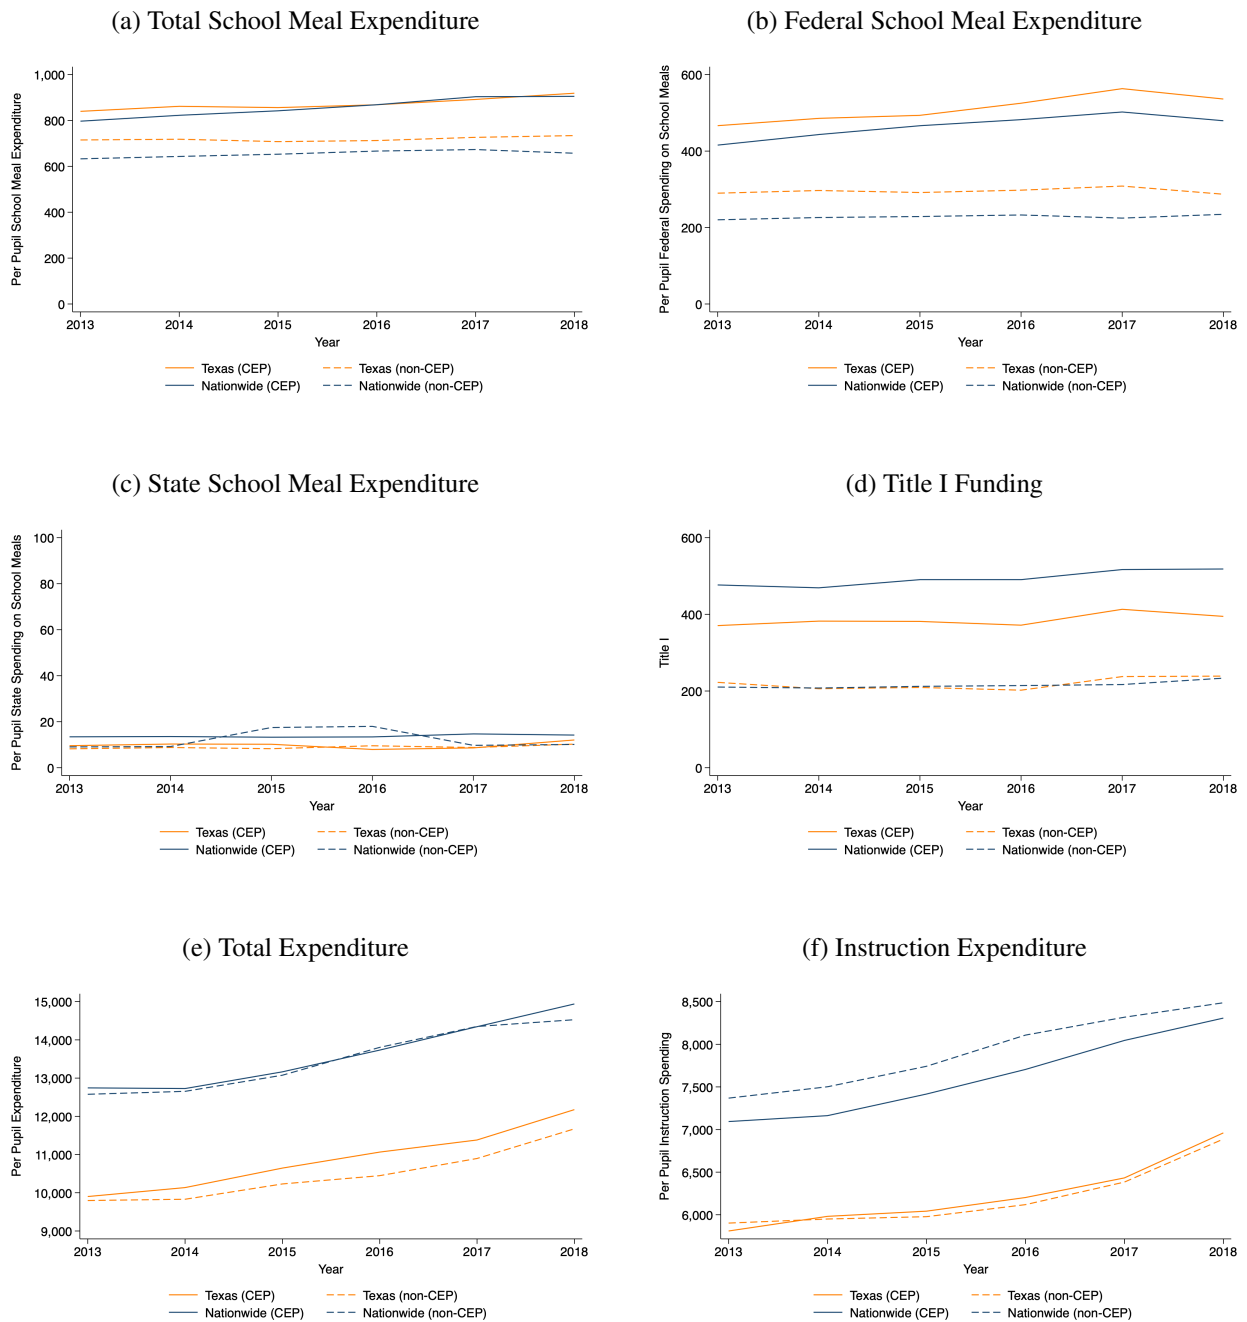 (a) Total School Meal Expenditure
Per Pupil School Meal Expenditure
1,000
800
600
400
200
0
2013 2014 2015 2016 2017 2018
Year
Texas (CEP) Texas (non-CEP)
Nationwide (CEP) Nationwide (non-CEP)
(b) Federal School Meal Expenditure
Per Pupil Federal Spending on School Meals
600
400
200
0
2013 2014 2015 2016 2017 2018
Year
Texas (CEP) Texas (non-CEP)
Nationwide (CEP) Nationwide (non-CEP)
(c) State School Meal Expenditure
Per Pupil State Spending on School Meals
100
80
60
40
20
0
2013 2014 2015 2016 2017 2018
Year
Texas (CEP) Texas (non-CEP)
Nationwide (CEP) Nationwide (non-CEP)
(d) Title I Funding
Title I
600
400
200
0
2013 2014 2015 2016 2017 2018
Year
Texas (CEP) Texas (non-CEP)
Nationwide (CEP) Nationwide (non-CEP)
(e) Total Expenditure
Per Pupil Expenditure
15,000
14,000
13,000
12,000
11,000
10,000
9,000
2013 2014 2015 2016 2017 2018
Year
Texas (CEP) Texas (non-CEP)
Nationwide (CEP) Nationwide (non-CEP)
(f) Instruction Expenditure
Per Pupil Instruction Spending
8,500
8,000
7,500
7,000
6,500
6,000
2013 2014 2015 2016 2017 2018
Year
Texas (CEP) Texas (non-CEP)
Nationwide (CEP) Nationwide (non-CEP)